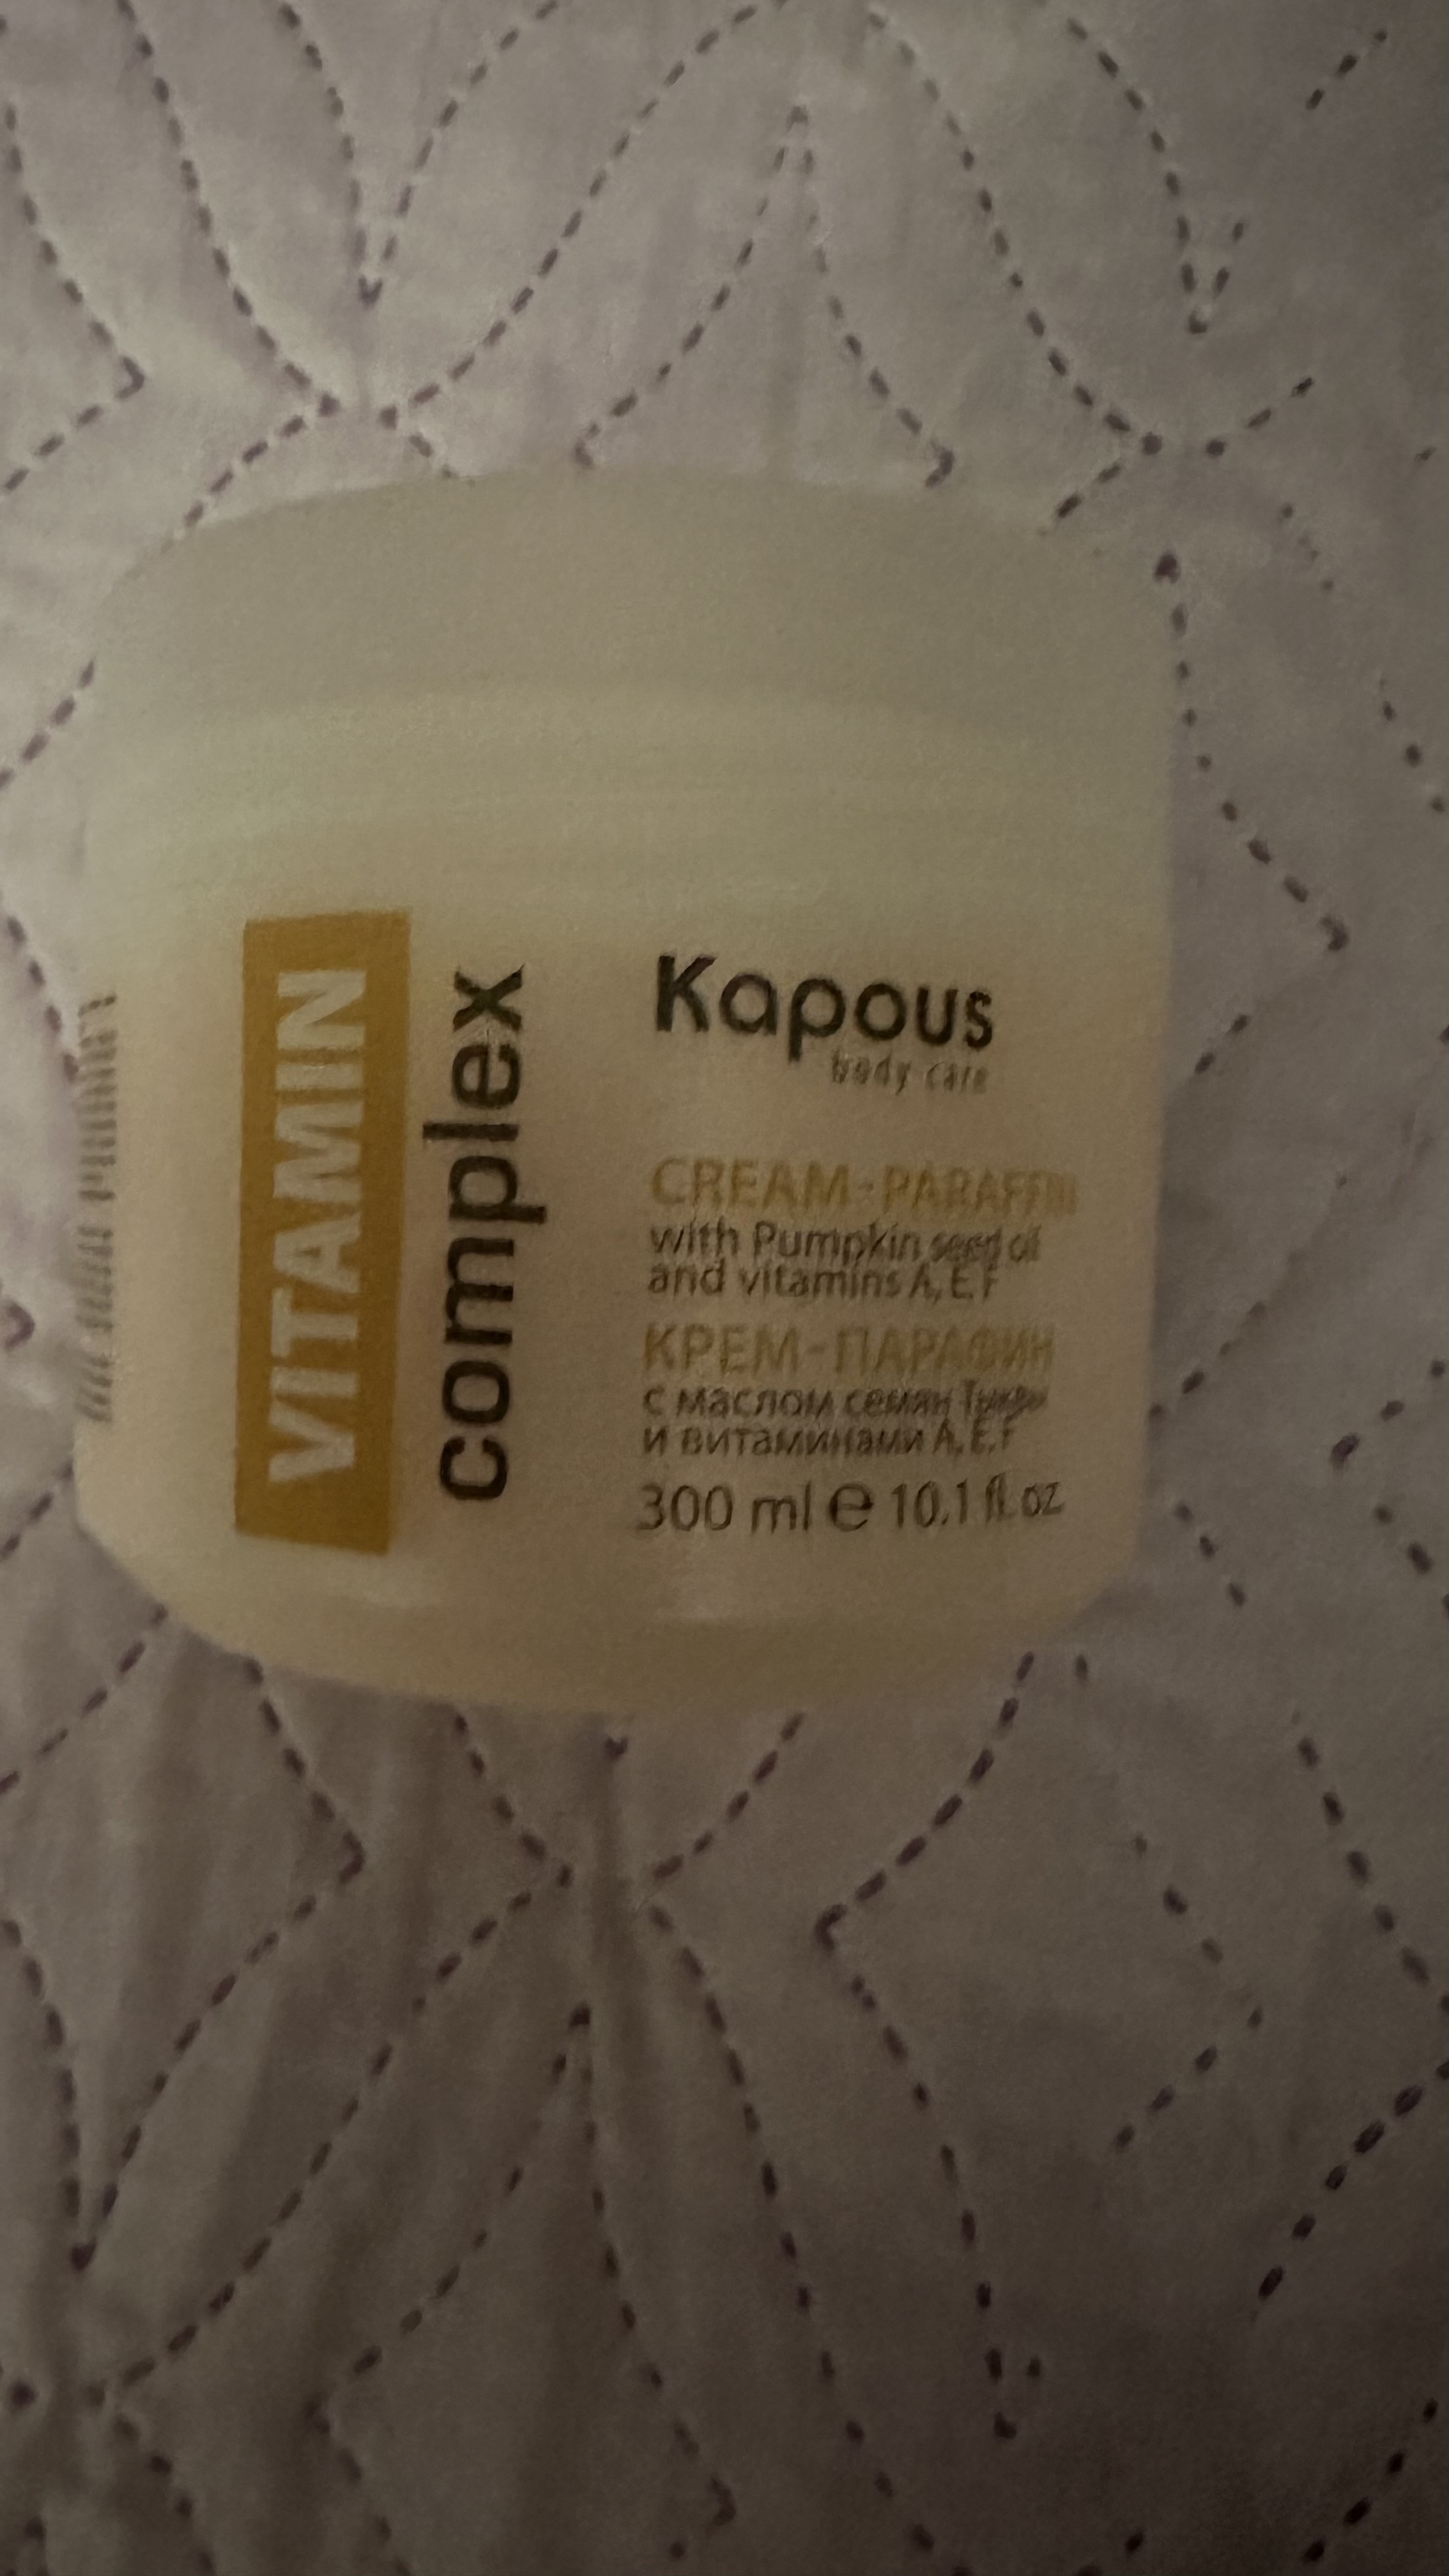 VITAMIN
complex
Kapous
body care
CREAM-PARAFFIN
with Pumpkin seed oil
and vitamins A, E, F
КРЕМ-ПАРАФИН
с маслом семян
и витаминами A, E, F
300 ml e 10.1 fl. oz